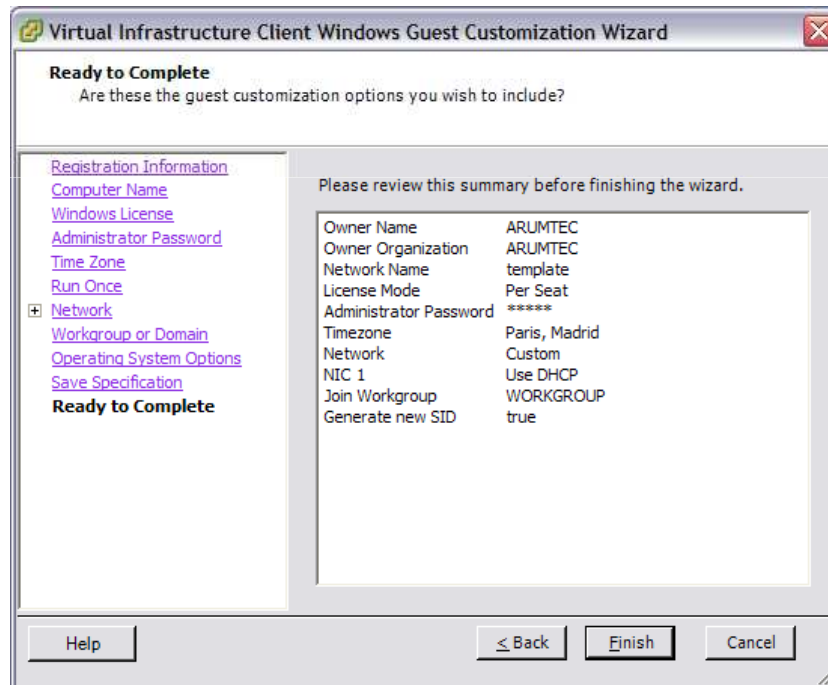 Virtual Infrastructure Client Windows Guest Customization Wizard
Ready to Complete
Are these the guest customization options you wish to include?
Registration Information
Computer Name
Windows License
Administrator Password
Time Zone
Run Once
Network
Workgroup or Domain
Operating System Options
Save Specification
Ready to Complete
Please review this summary before finishing the wizard.
Owner Name ARUMTEC
Owner Organization ARUMTEC
Network Name template
License Mode Per Seat
Administrator Password *****
Timezone Paris, Madrid
Network Custom
NIC 1 Use DHCP
Join Workgroup WORKGROUP
Generate new SID true
Help < Back Finish Cancel